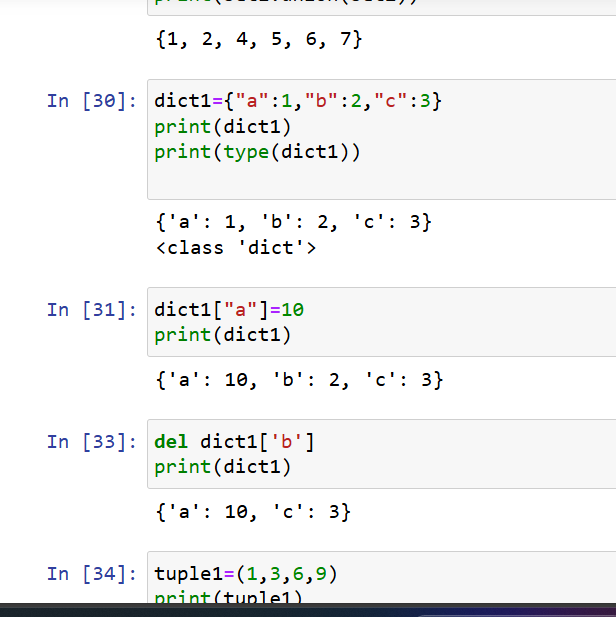 {1, 2, 4, 5, 6, 7}
In [30]: dict1={"a":1,"b":2,"c":3}
print(dict1)
print(type(dict1))
{'a': 1, 'b': 2, 'c': 3}
<class 'dict'>
In [31]: dict1["a"]=10
print(dict1)
{'a': 10, 'b': 2, 'c': 3}
In [33]: del dict1['b']
print(dict1)
{'a': 10, 'c': 3}
In [34]: tuple1=(1,3,6,9)
print(tuple1)